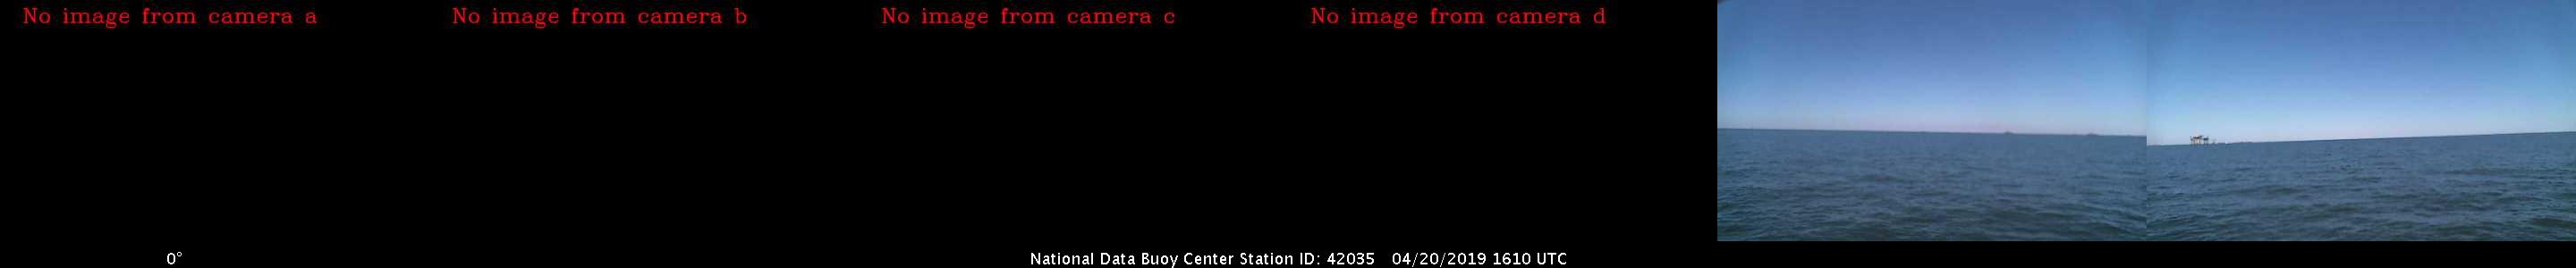 No image from camera a
No image from camera b
No image from camera c
No image from camera d
0°
National Data Buoy Center Station ID: 42035 04/20/2019 1610 UTC